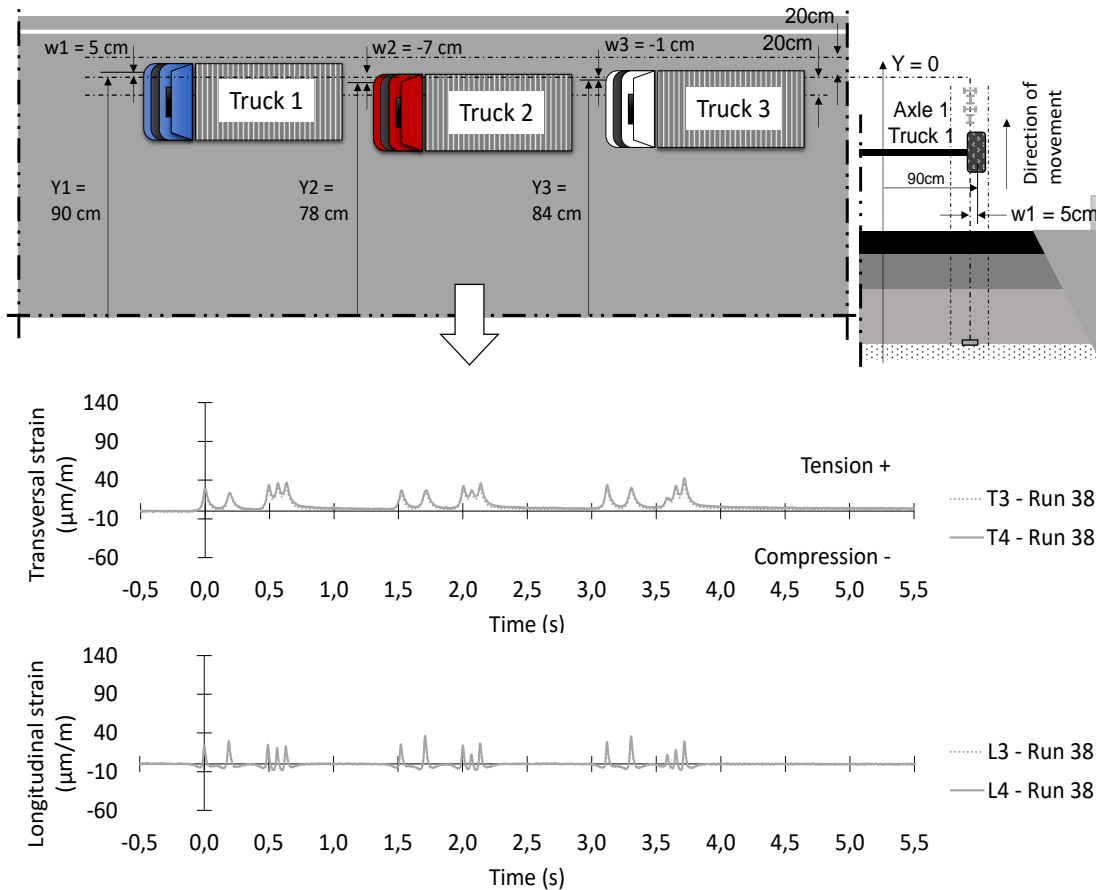 20cm
w1 = 5 cm
w2 = -7 cm
w3 = -1 cm
20cm
Y = 0
Truck 1
Truck 2
Truck 3
Axle 1
Truck 1
Direction of
movement
Y1 =
90 cm
Y2 =
78 cm
Y3 =
84 cm
90cm
w1 = 5cm
Transversal strain
(µm/m)
140
90
40
-10
-60
Tension +
Compression -
T3 - Run 38
T4 - Run 38
-0,5 0,0 0,5 1,0 1,5 2,0 2,5 3,0 3,5 4,0 4,5 5,0 5,5
Time (s)
Longitudinal strain
(µm/m)
140
90
40
-10
-60
L3 - Run 38
L4 - Run 38
-0,5 0,0 0,5 1,0 1,5 2,0 2,5 3,0 3,5 4,0 4,5 5,0 5,5
Time (s)